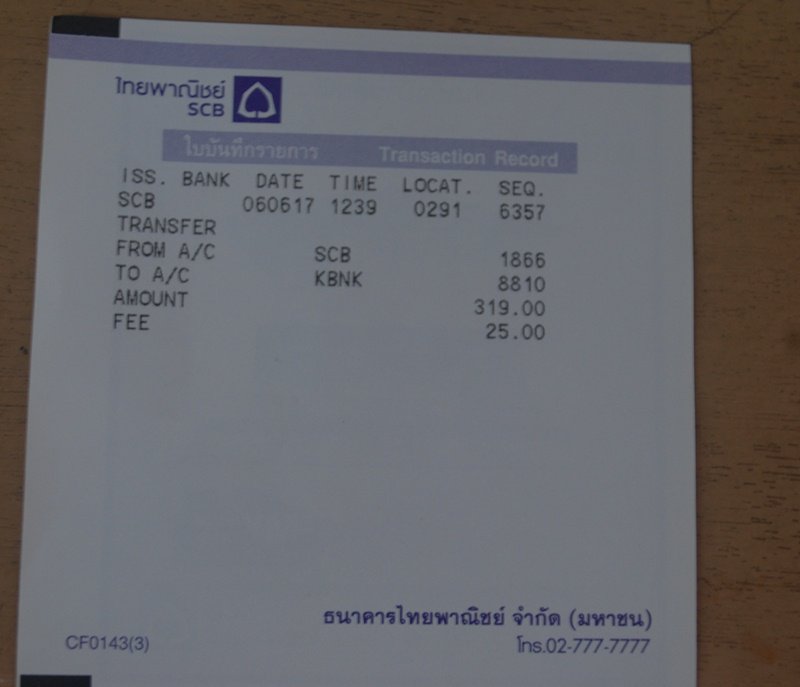 ไทยพาณิชย์
SCB
ใบบันทึกรายการ Transaction Record
ISS. BANK DATE TIME LOCAT. SEQ.
SCB 060617 1239 0291 6357
TRANSFER
FROM A/C SCB 1866
TO A/C KBNK 8810
AMOUNT 319.00
FEE 25.00
ธนาคารไทยพาณิชย์ จำกัด (มหาชน)
CF0143(3) โทร.02-777-7777